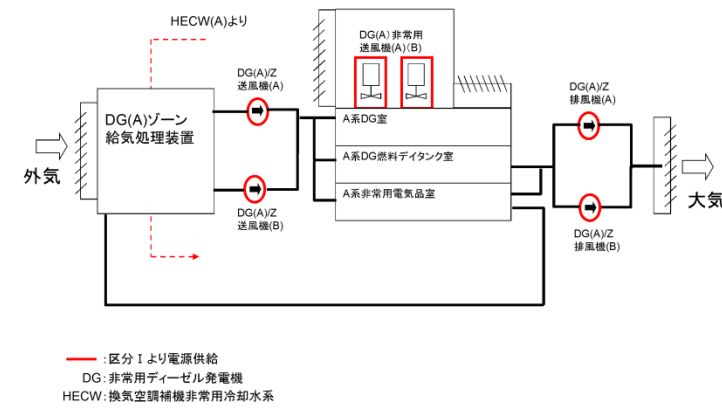 HECW(A)より
DG(A)非常用
送風機(A)(B)
DG(A)/Z
送風機(A)
DG(A)/Z
排風機(A)
DG(A)ゾーン
給気処理装置
A系DG室
A系DG燃料デイタンク室
A系非常用電気品室
外気
大気
DG(A)/Z
送風機(B)
DG(A)/Z
排風機(B)
:区分Ⅰより電源供給
DG:非常用ディーゼル発電機
HECW:換気空調補機非常用冷却水系